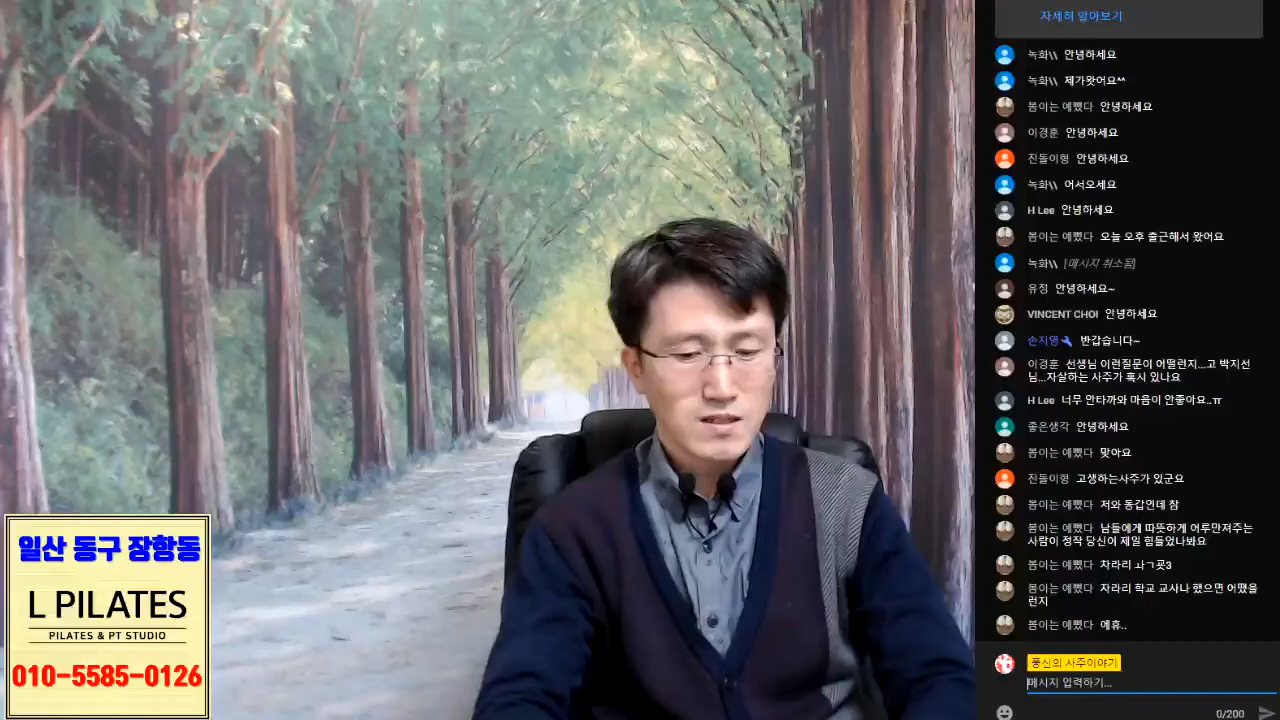 자세히 알아보기
녹화\\ 안녕하세요
녹화\\ 제가왓어요^^
봄이는 예뻤다 안녕하세요
이경훈 안녕하세요
진돌이형 안녕하세요
녹화\\ 어서오세요
H Lee 안녕하세요
봄이는 예뻤다 오늘 오후 출근해서 왔어요
녹화\\ [메시지 취소됨]
유정 안녕하세요~
VINCENT CHOI 안녕하세요
손지영 반갑습니다~
이경훈 선생님 이런질문이 어떨런지...고 박지선
님...자살하는 사주가 혹시 있나요
H Lee 너무 안타까와 마음이 안좋아요..ㅠ
좋은생각 안녕하세요
봄이는 예뻤다 맞아요
진돌이형 고생하는사주가 있군요
봄이는 예뻤다 저와 동갑인데 참
봄이는 예뻤다 남들에게 따뜻하게 어루만져주는
사람이 정작 당신이 제일 힘들었나봐요
봄이는 예뻤다 차라리 ㅘㄱ굧3
봄이는 예뻤다 차라리 학교 교사나 했으면 어땠을
런지
봄이는 예뻤다 에휴..
풍신의 사주이야기
메시지 입력하기...
0/200
일산 동구 장항동
L PILATES
PILATES & PT STUDIO
010-5585-0126